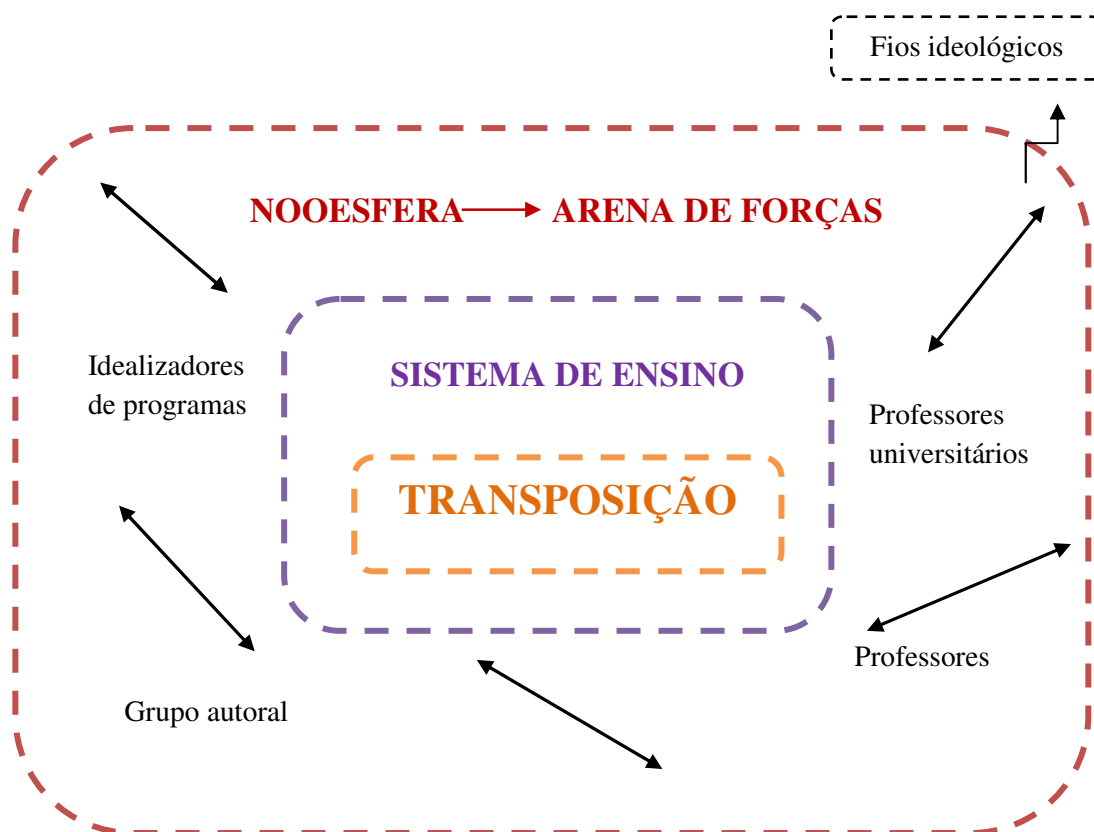 Fios ideológicos
NOOESFERA ARENA DE FORÇAS
Idealizadores
de programas
SISTEMA DE ENSINO
Professores
universitários
TRANSPOSIÇÃO
Professores
Grupo autoral